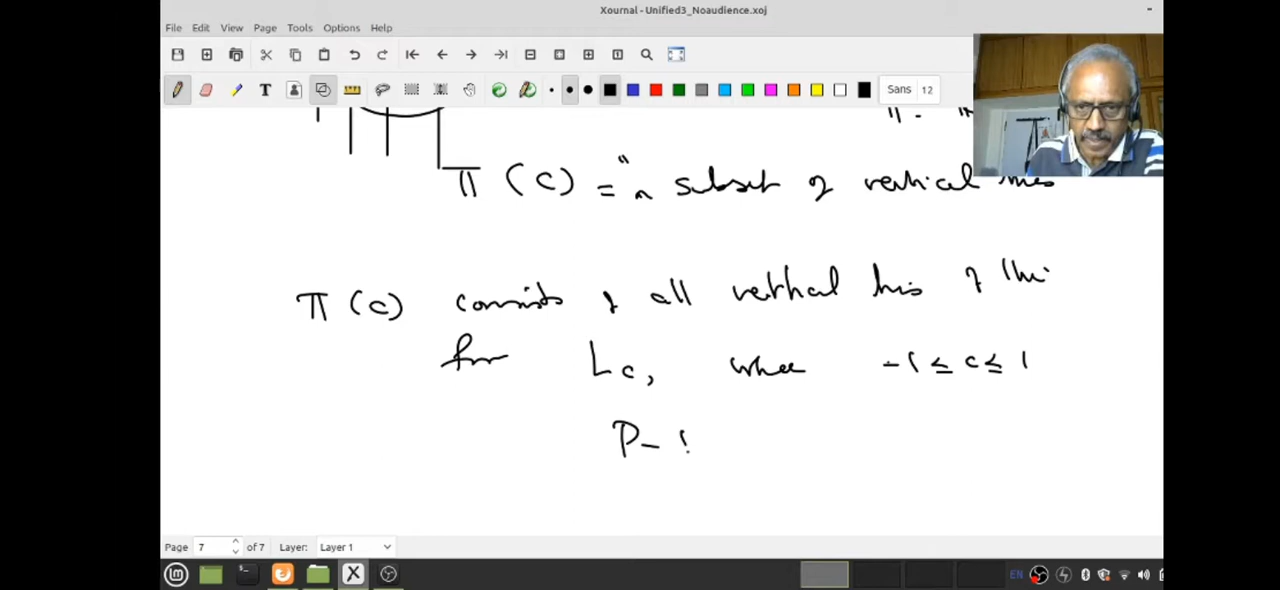 Xournal - Unified3_Noaudience.xoj
File Edit View Page Tools Options Help
Sans 12
π (c) = " a subset of vertical lines
π (c) consists of all vertical lines of the
form L c, where -1 ≤ c ≤ 1
P- !
Page 7 of 7 Layer: Layer 1
EN